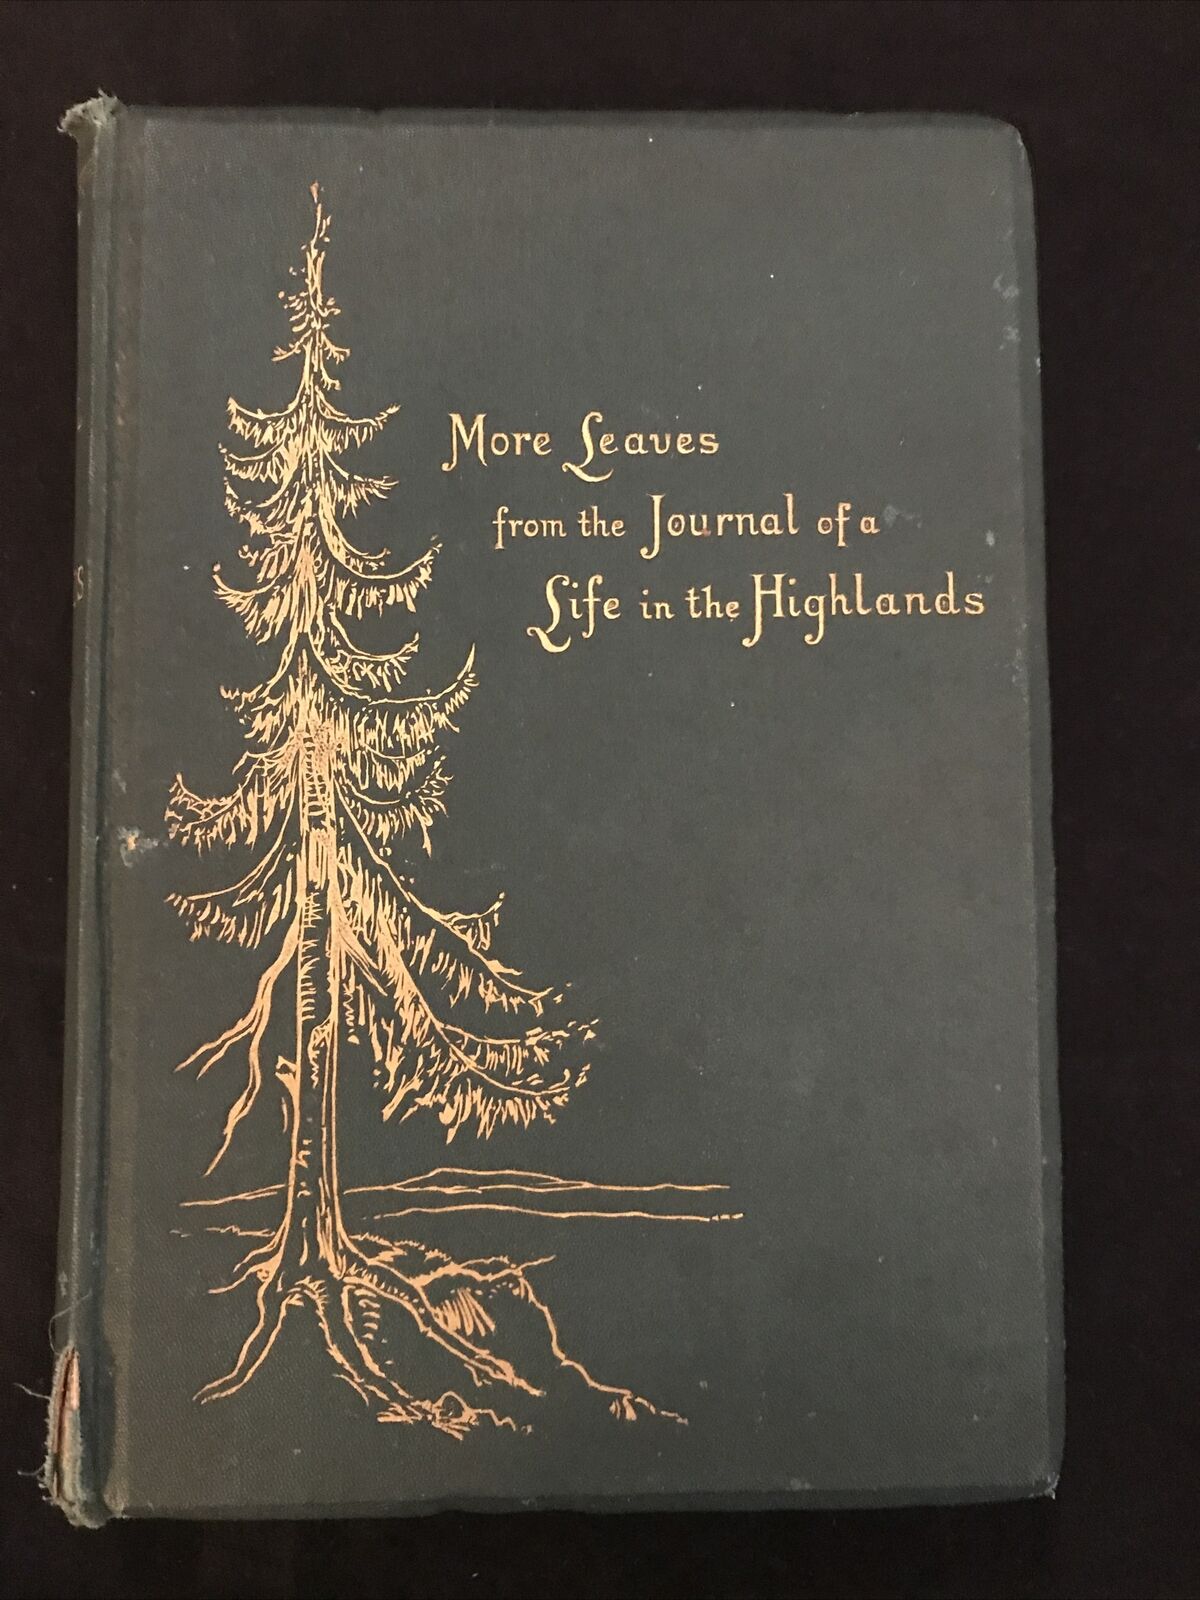 More Leaves
from the Journal of a
Life in the Highlands